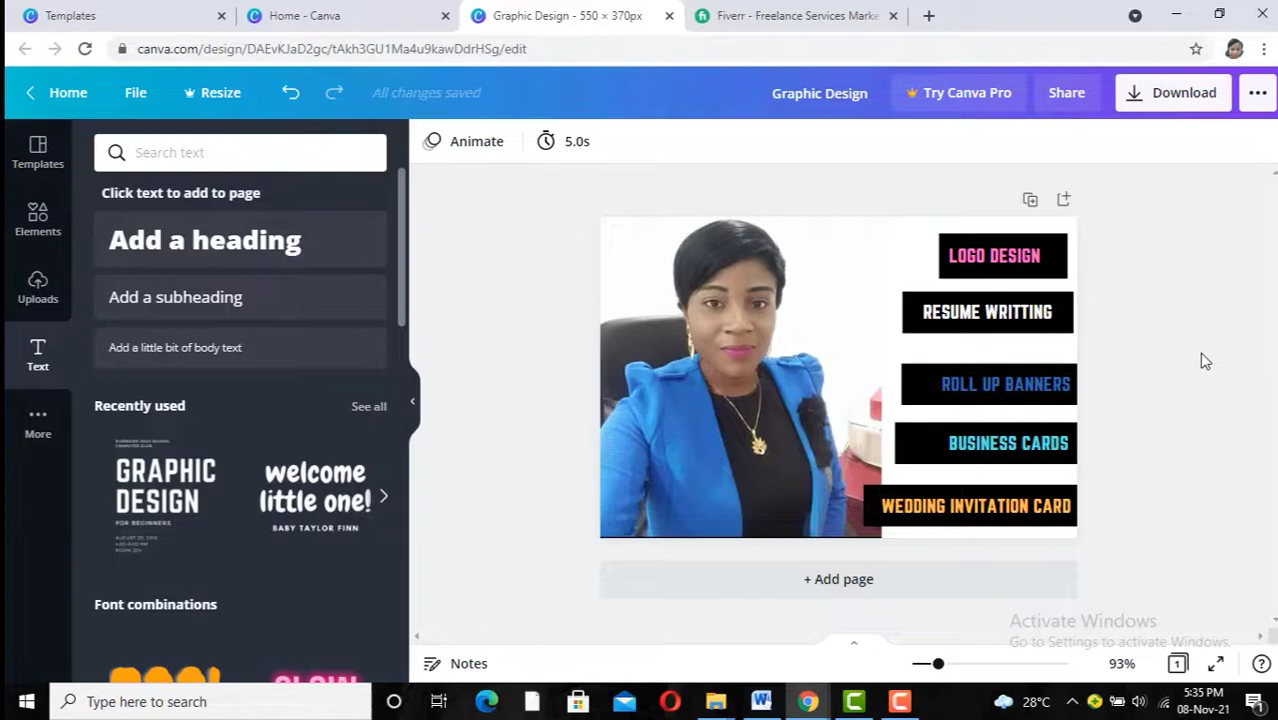 Templates
Home - Canva
Graphic Design - 550 × 370px
Fiverr - Freelance Services Marke
canva.com/design/DAEvKJaD2gc/tAkh3GU1Ma4u9kawDdrHSg/edit
Home
File
Resize
All changes saved
Graphic Design
Try Canva Pro
Share
Download
Templates
Elements
Uploads
Text
More
Search text
Click text to add to page
Add a heading
Add a subheading
Add a little bit of body text
Recently used
See all
GRAPHIC
DESIGN
FOR BEGINNERS
welcome
little one!
BABY TAYLOR FINN
Font combinations
Animate
5.0s
LOGO DESIGN
RESUME WRITTING
ROLL UP BANNERS
BUSINESS CARDS
WEDDING INVITATION CARD
+ Add page
Activate Windows
Go to Settings to activate Windows.
Notes
93%
1
Type here to search
28°C
5:35 PM
08-Nov-21
1